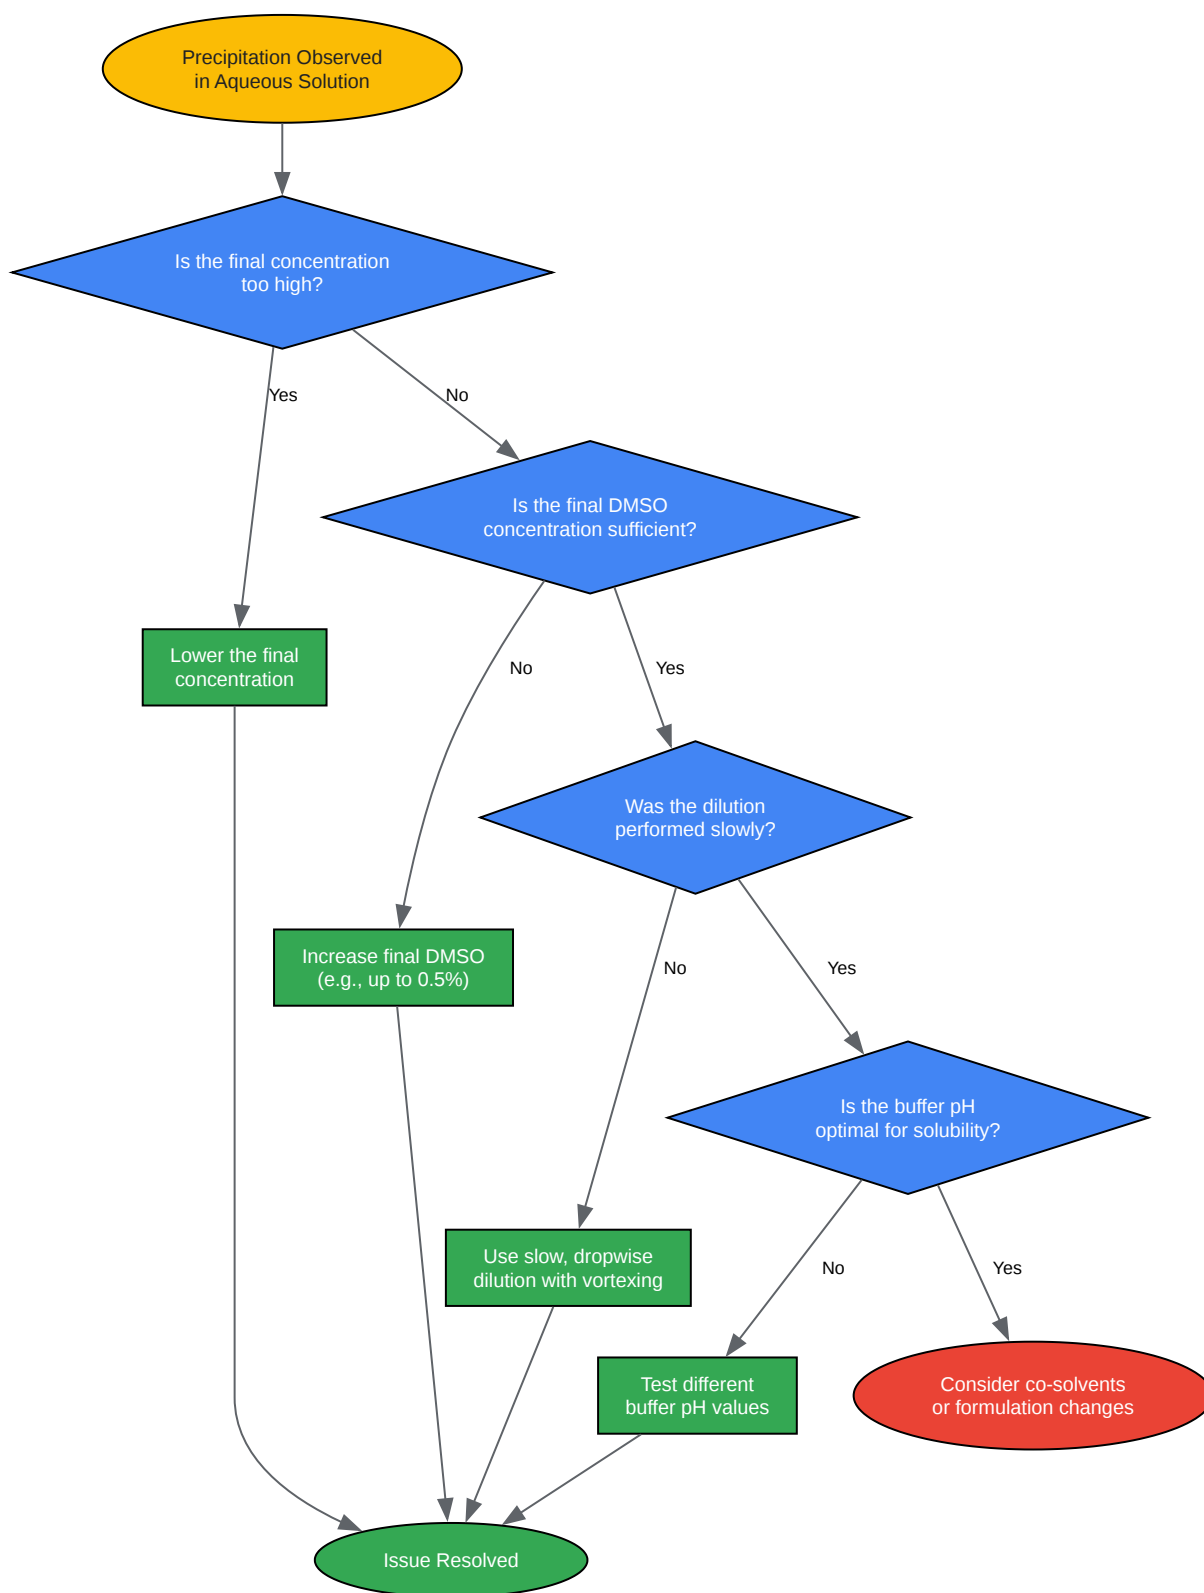 Precipitation Observed
in Aqueous Solution
Is the final concentration
too high?
Yes
No
Is the final DMSO
concentration sufficient?
Lower the final
concentration
No
Yes
Was the dilution
performed slowly?
Increase final DMSO
(e.g., up to 0.5%)
No
Yes
Is the buffer pH
optimal for solubility?
Use slow, dropwise
dilution with vortexing
No
Yes
Test different
buffer pH values
Consider co-solvents
or formulation changes
Issue Resolved